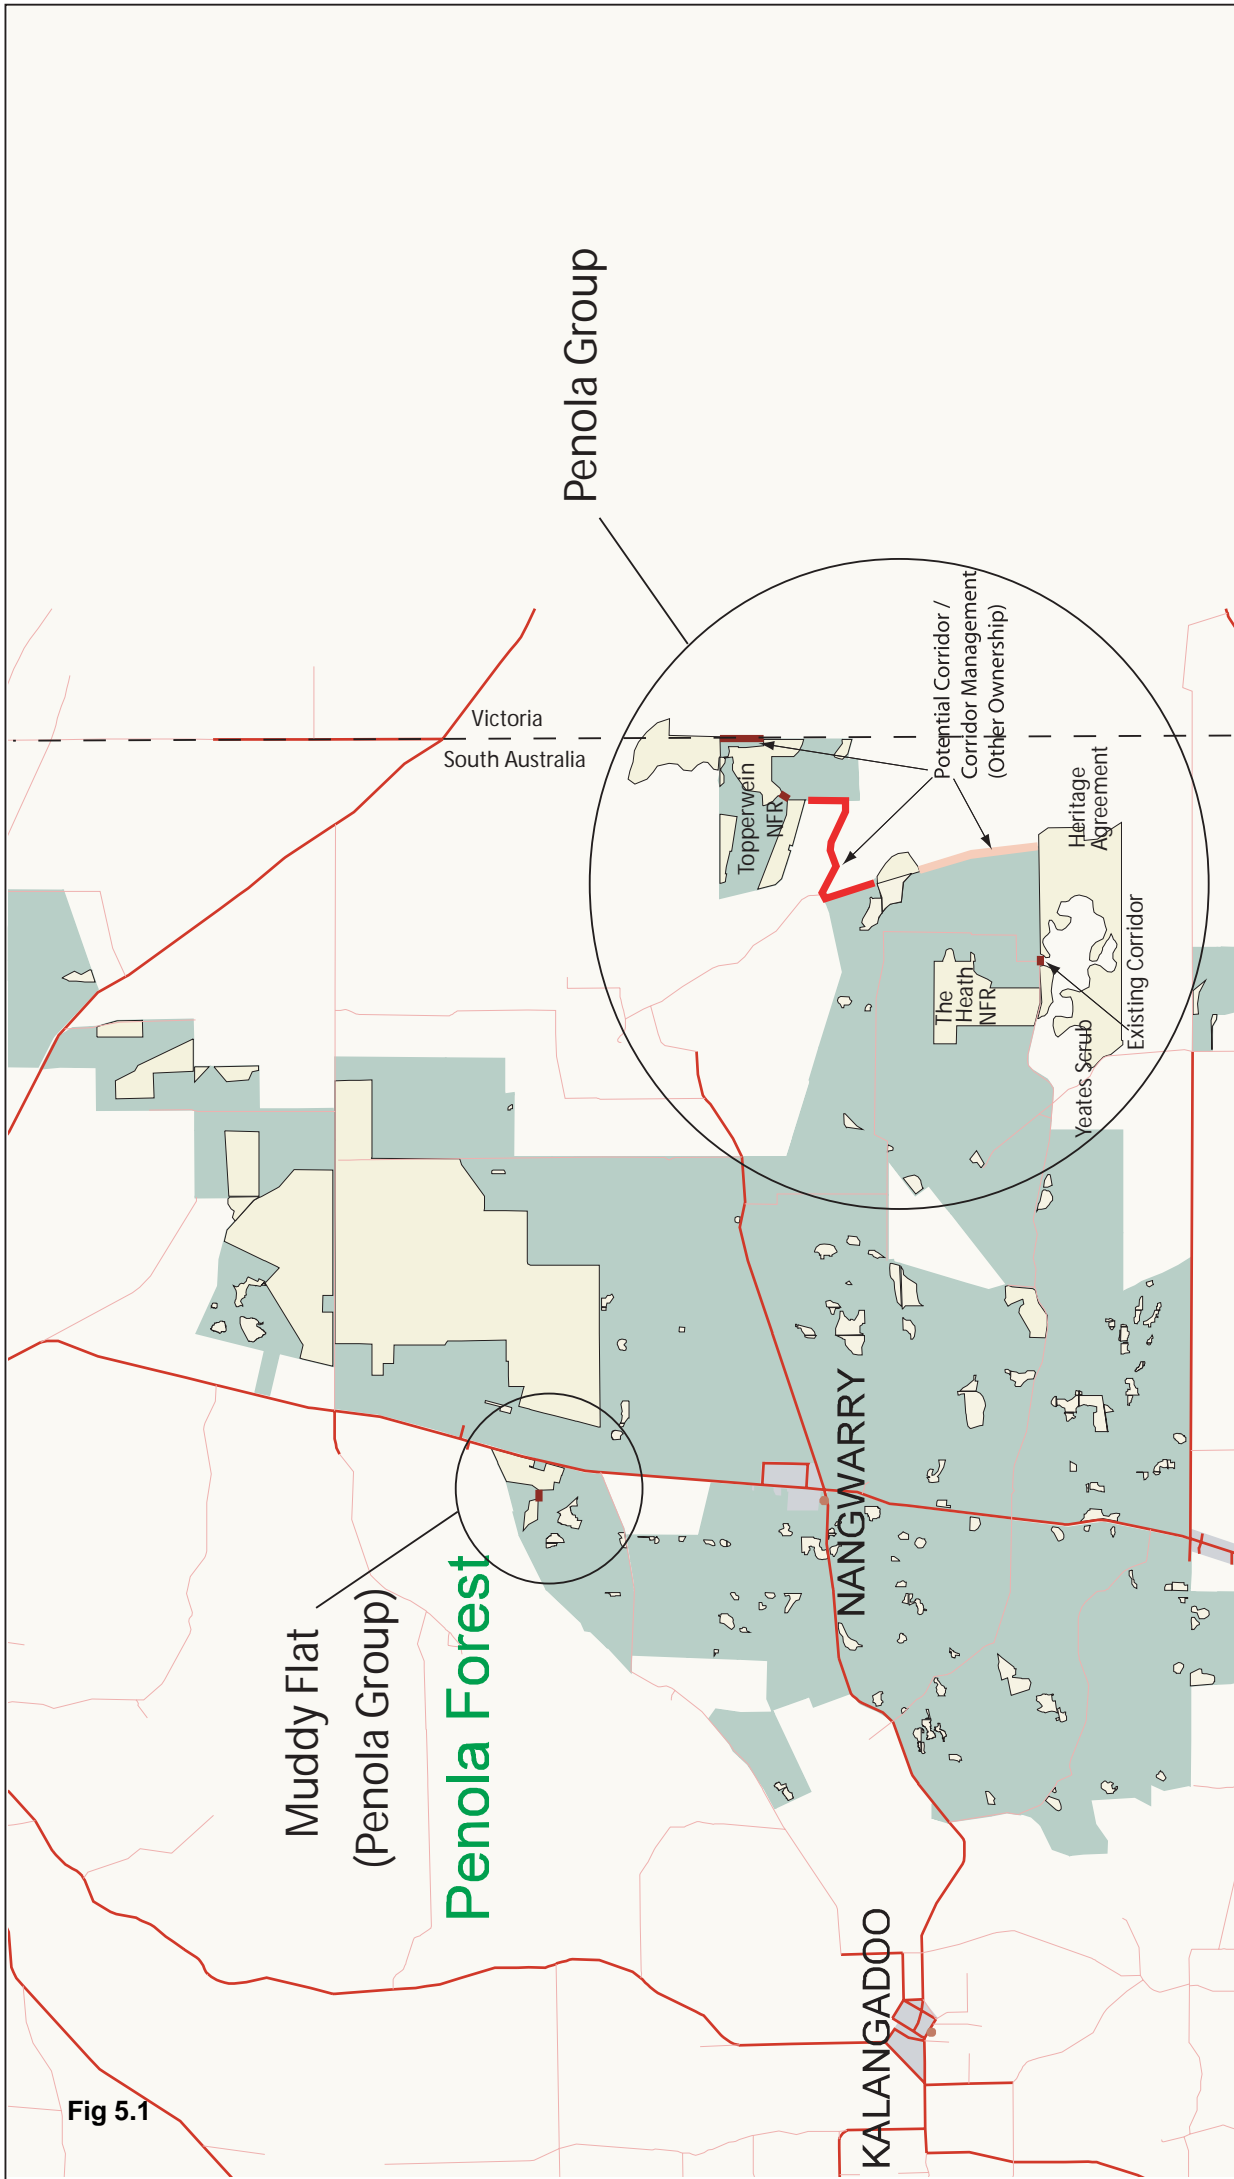 Penola Group
Victoria
South Australia
Topperwein
NFR
Potential Corridor /
Corridor Management
(Other Ownership)
Heritage
Agreement
The
Heath
NFR
Existing Corridor
Yeates Scrub
NANGWARRY
Muddy Flat
(Penola Group)
Penola Forest
KALANGADOO
Fig 5.1